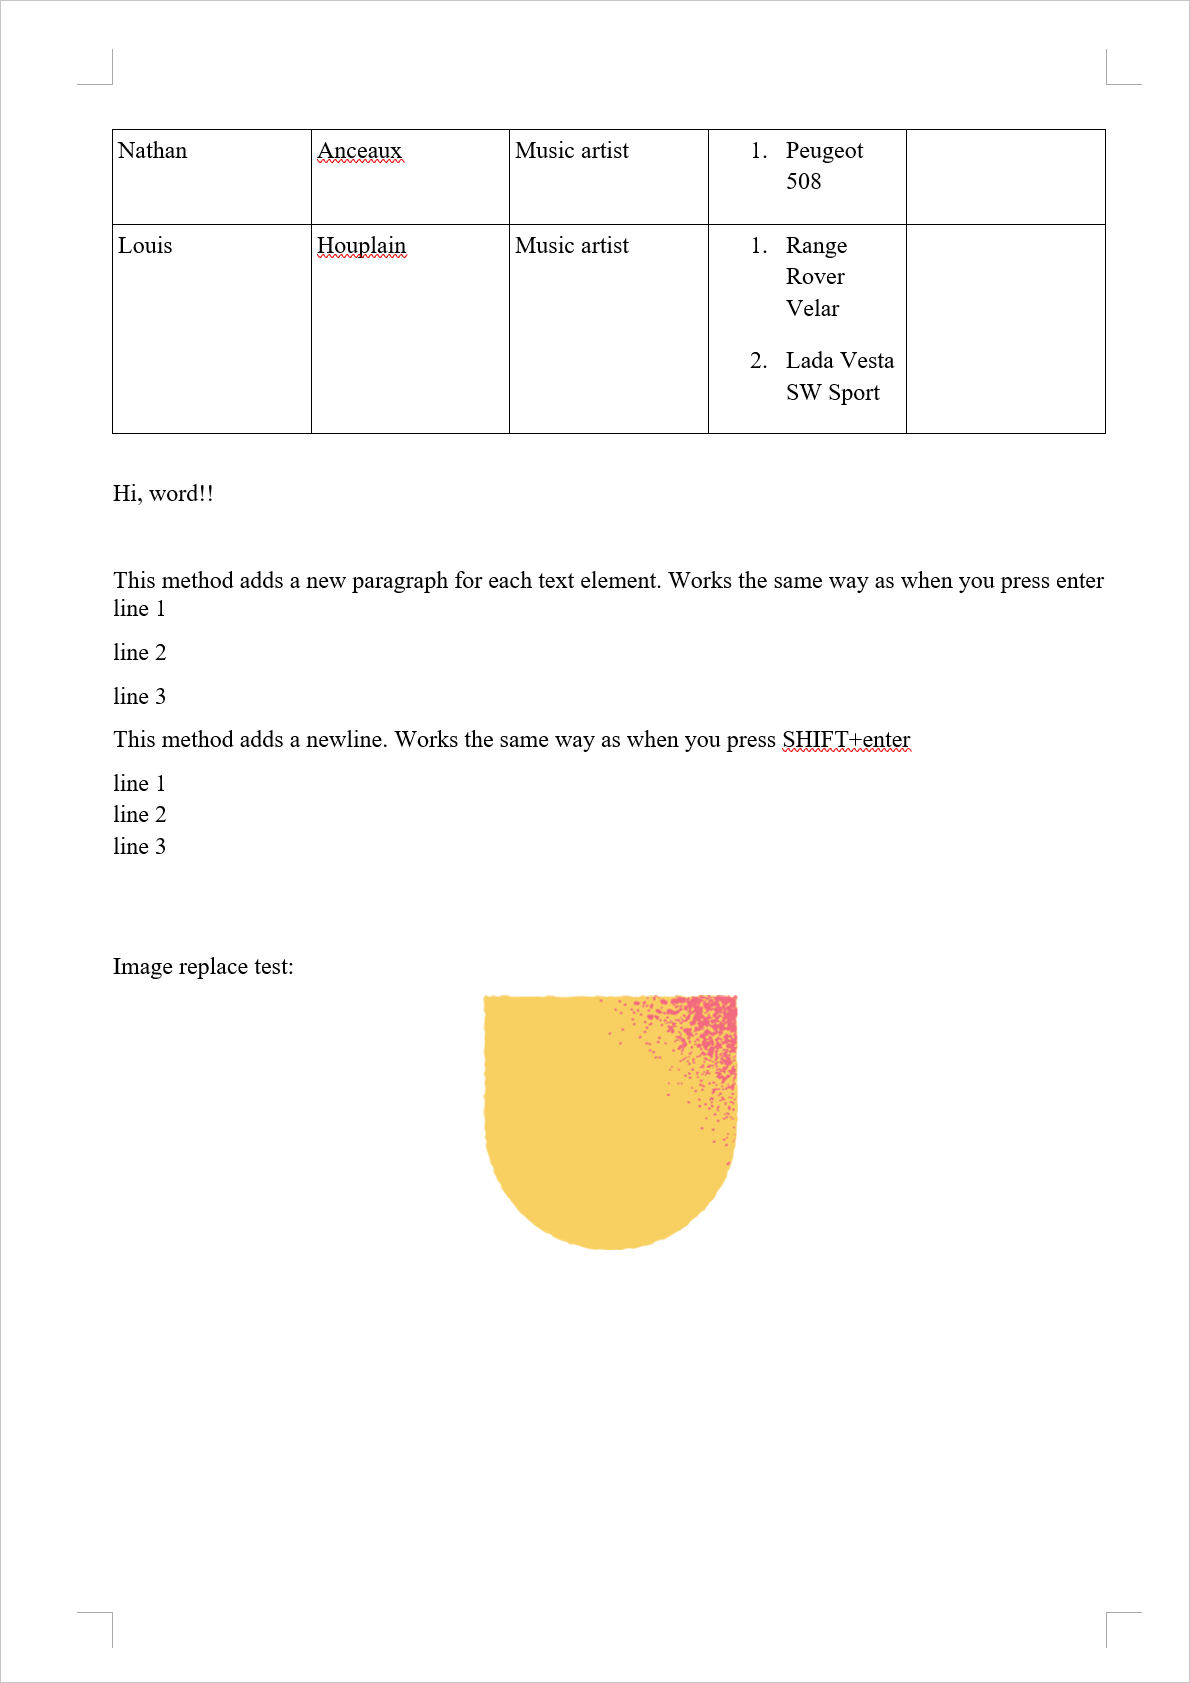 Nathan Anceaux Music artist 1. Peugeot
508
Louis Houplain Music artist 1. Range
Rover
Velar
2. Lada Vesta
SW Sport
Hi, word!!
This method adds a new paragraph for each text element. Works the same way as when you press enter
line 1
line 2
line 3
This method adds a newline. Works the same way as when you press SHIFT+enter
line 1
line 2
line 3
Image replace test: